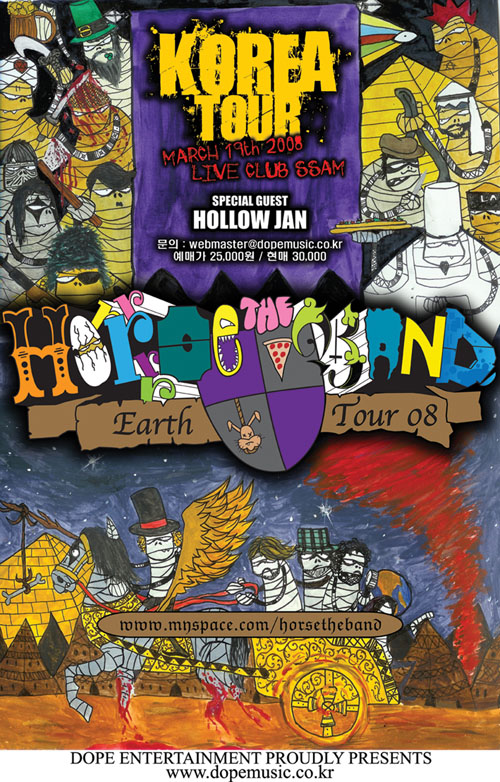 KOREA
TOUR
MARCH 19th 2008
LIVE CLUB SSAM
SPECIAL GUEST
HOLLOW JAN
문의 : webmaster@dopemusic.co.kr
예매가 25,000원 / 현매 30,000
HORSE THE BAND
Earth Tour 08
www.myspace.com/horsetheband
DOPE ENTERTAINMENT PROUDLY PRESENTS
www.dopemusic.co.kr